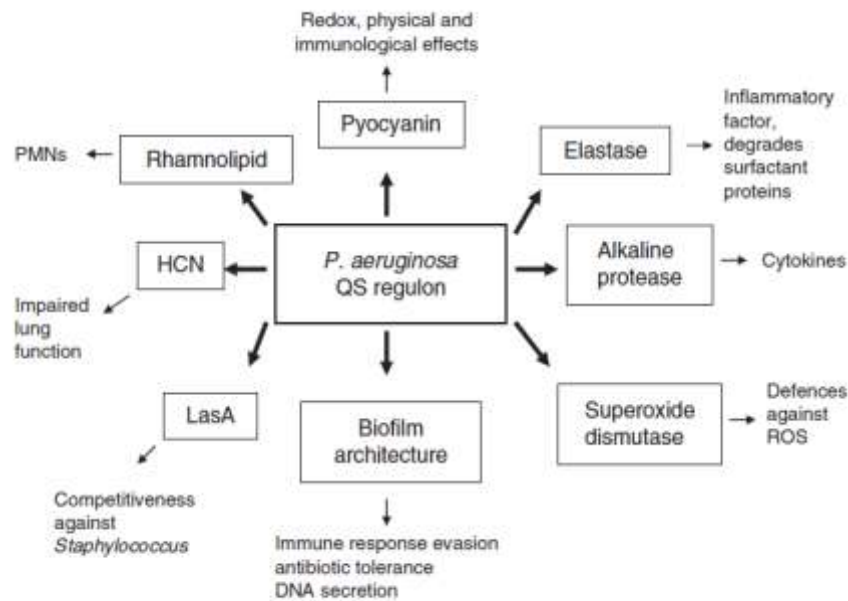 Redox, physical and
immunological effects
Pyocyanin
Inflammatory
factor,
degrades
surfactant
proteins
Elastase
PMNs
Rhamnolipid
P. aeruginosa
QS regulon
HCN
Alkaline
protease
Cytokines
Impaired
lung
function
LasA
Biofilm
architecture
Superoxide
dismutase
Defences
against
ROS
Competitiveness
against
Staphylococcus
Immune response evasion
antibiotic tolerance
DNA secretion